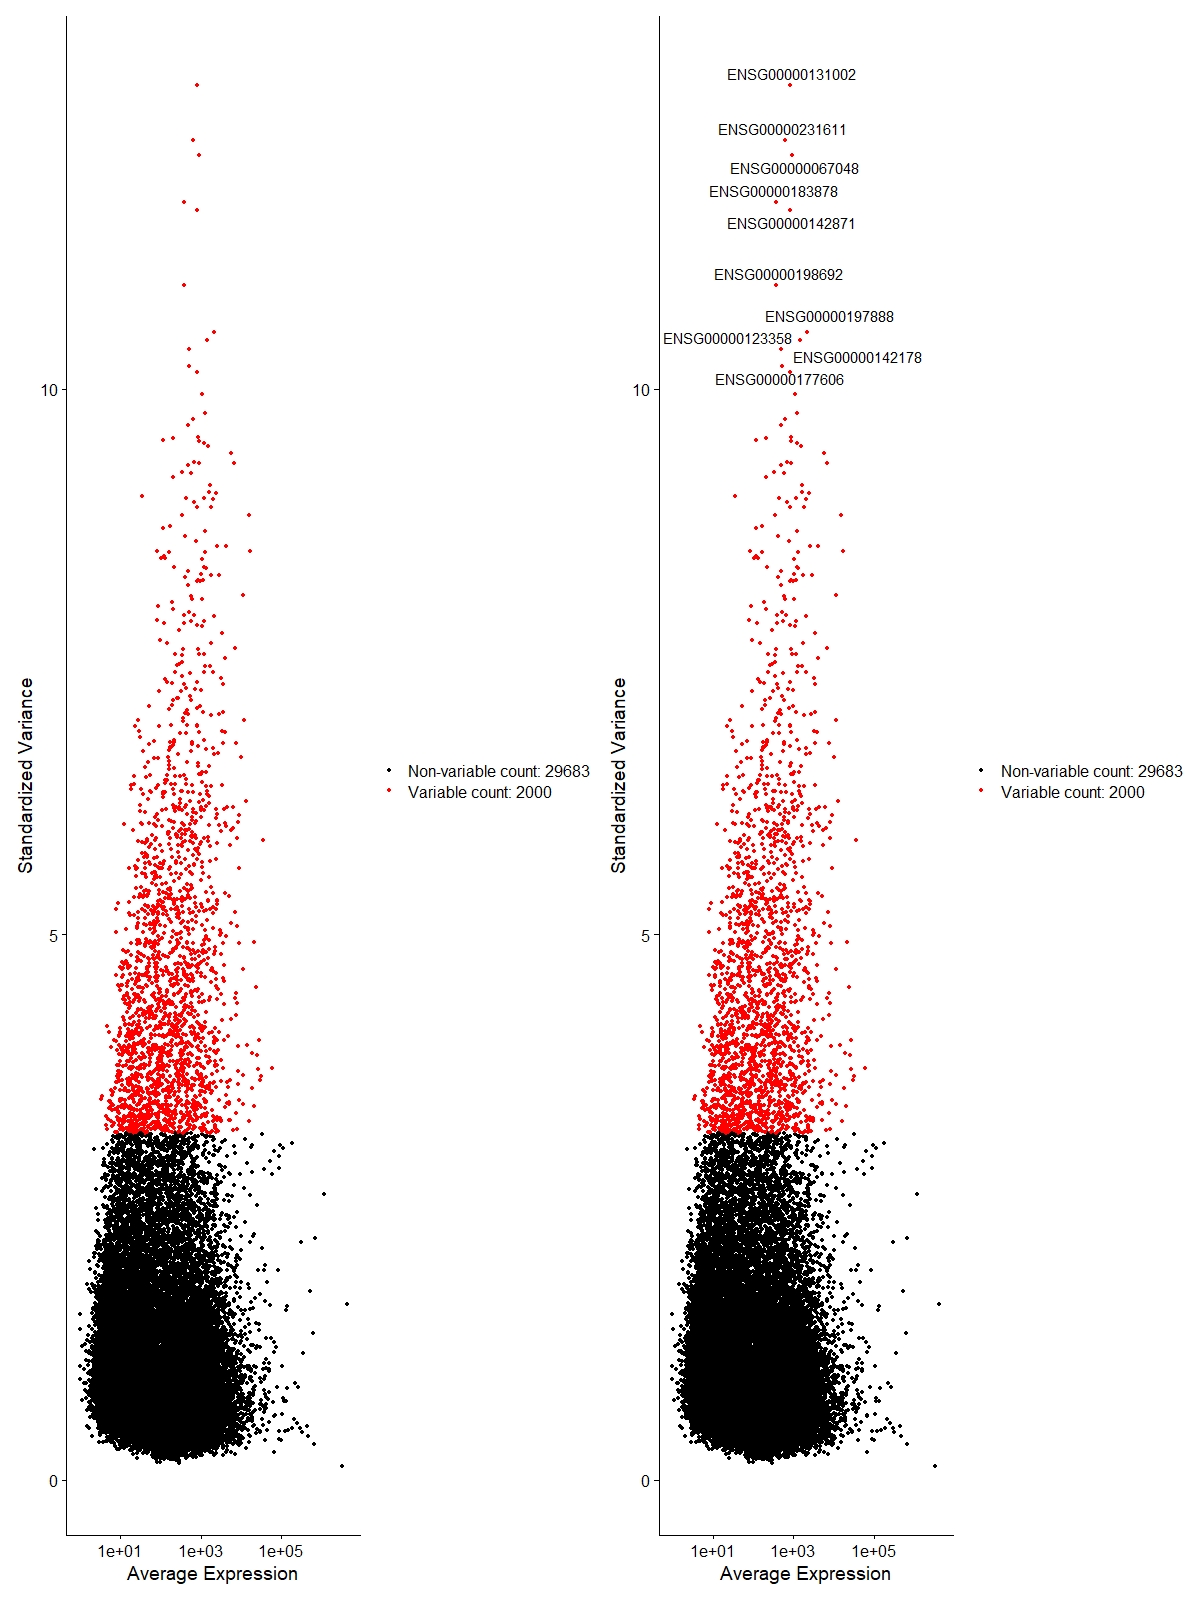 10
5
0
1e+01 1e+03 1e+05
Average Expression
Standardized Variance
Non-variable count: 29683
Variable count: 2000
ENSG00000131002
ENSG00000231611
ENSG00000067048
ENSG00000183878
ENSG00000142871
ENSG00000198692
ENSG00000197888
ENSG00000123358
ENSG00000142178
ENSG00000177606
10
5
0
1e+01 1e+03 1e+05
Average Expression
Standardized Variance
Non-variable count: 29683
Variable count: 2000